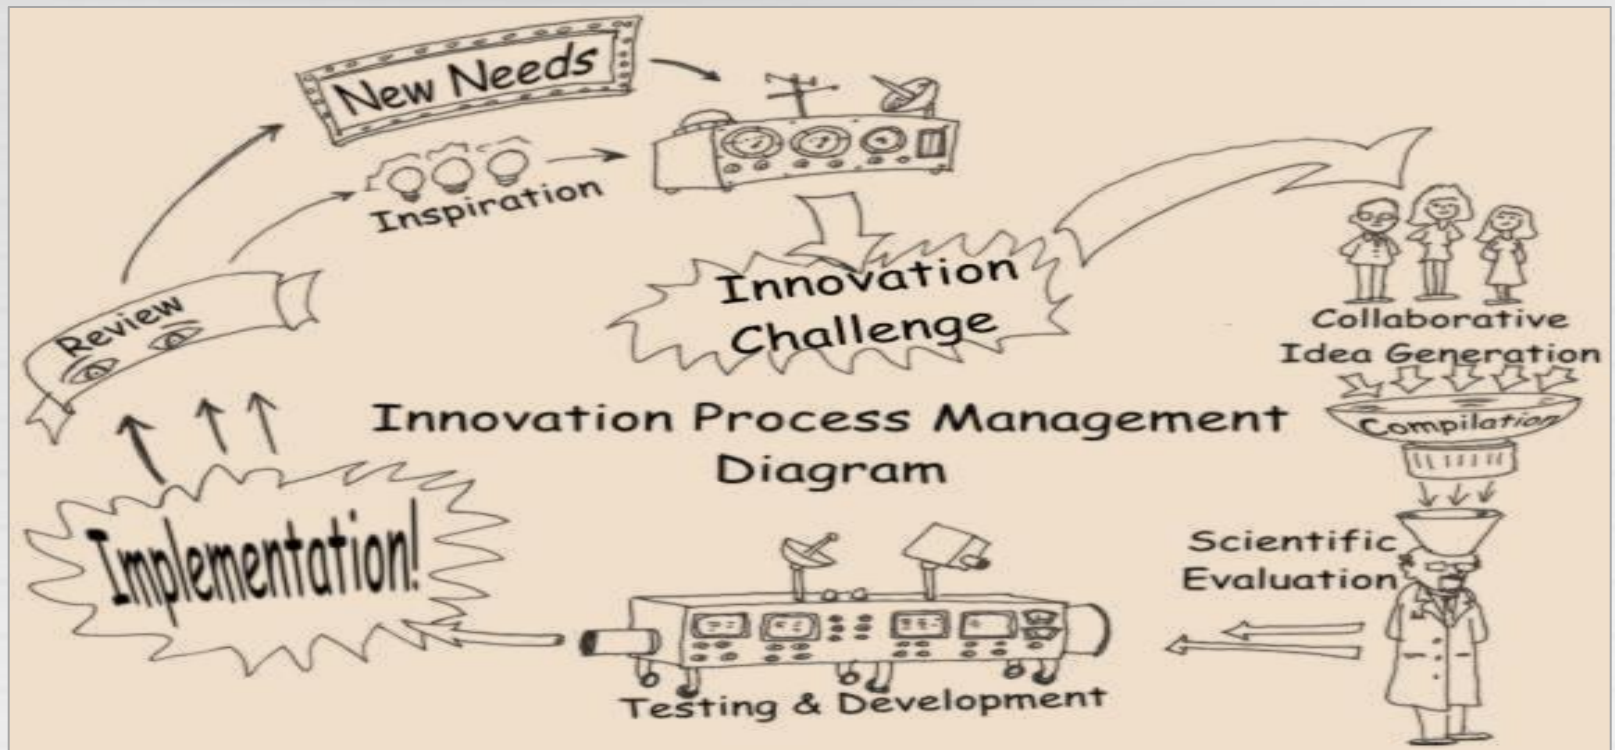 New Needs
Inspiration
Review
Innovation
Challenge
Collaborative
Idea Generation
Compilation
Innovation Process Management
Diagram
Scientific
Evaluation
Implementation!
Testing & Development